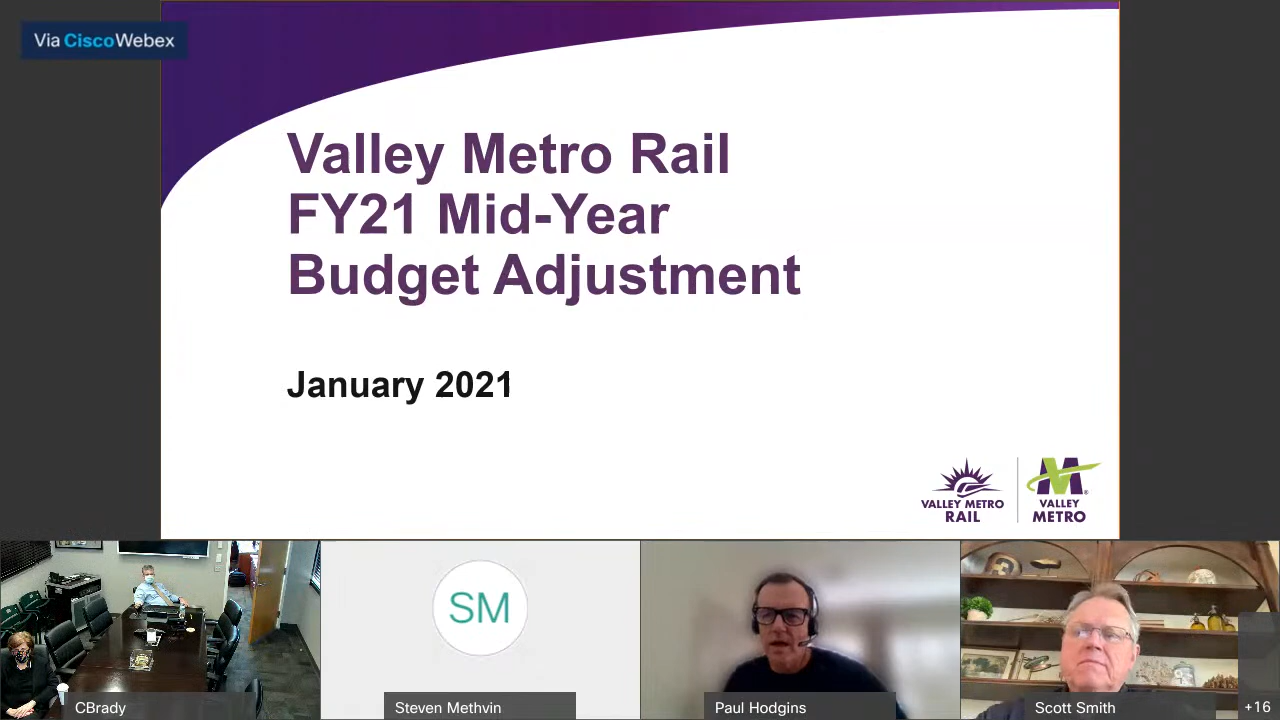 Via CiscoWebex
Valley Metro Rail
FY21 Mid-Year
Budget Adjustment
January 2021
VALLEY METRO
RAIL
VALLEY
METRO
SM
CBrady
Steven Methvin
Paul Hodgins
Scott Smith
+16